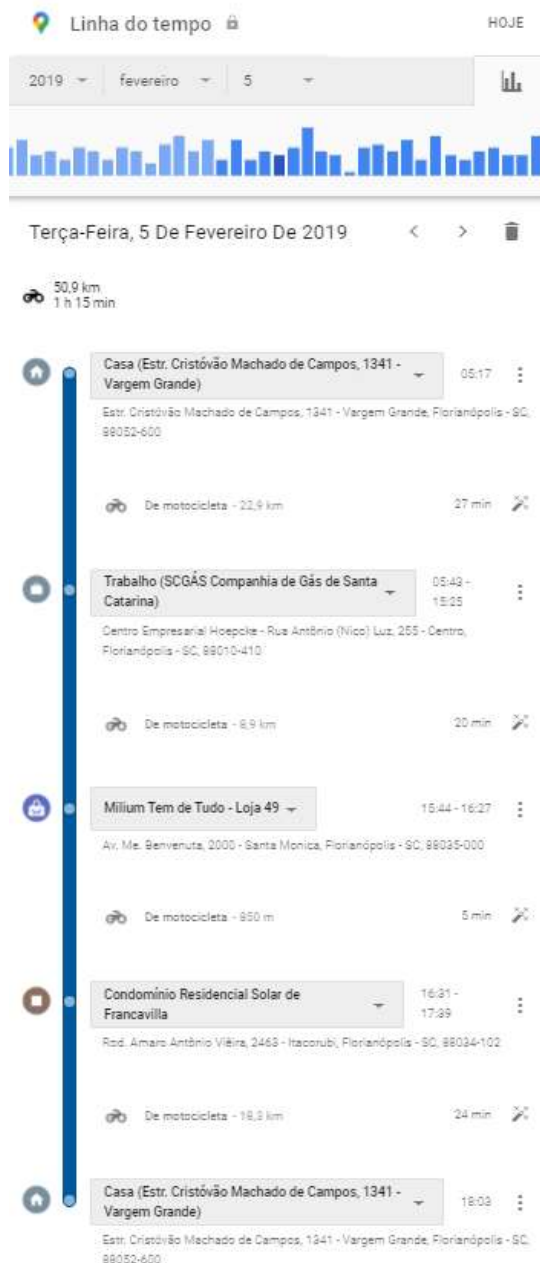 Linha do tempo
HOJE
2019 fevereiro 5
Terça-Feira, 5 De Fevereiro De 2019
50,9 km
1 h 15 min
Casa (Estr. Cristóvão Machado de Campos, 1341 -
Vargem Grande)
05:17
Estr. Cristóvão Machado de Campos, 1341 - Vargem Grande, Florianópolis - SC,
88052-600
De motocicleta - 22,9 km
27 min
Trabalho (SCGÁS Companhia de Gás de Santa
Catarina)
05:43 -
15:25
Centro Empresarial Hoepcke - Rua Antônio (Nico) Luz, 255 - Centro,
Florianópolis - SC, 88010-410
De motocicleta - 8,9 km
20 min
Milium Tem de Tudo - Loja 49
15:44 - 16:27
Av. Me. Benvenuta, 2000 - Santa Monica, Florianópolis - SC, 88035-000
De motocicleta - 850 m
5 min
Condomínio Residencial Solar de
Francavilla
16:31 -
17:39
Rod. Amaro Antônio Viêira, 2463 - Itacorubi, Florianópolis - SC, 88034-102
De motocicleta - 18,3 km
24 min
Casa (Estr. Cristóvão Machado de Campos, 1341 -
Vargem Grande)
18:03
Estr. Cristóvão Machado de Campos, 1341 - Vargem Grande, Florianópolis - SC,
88052-600